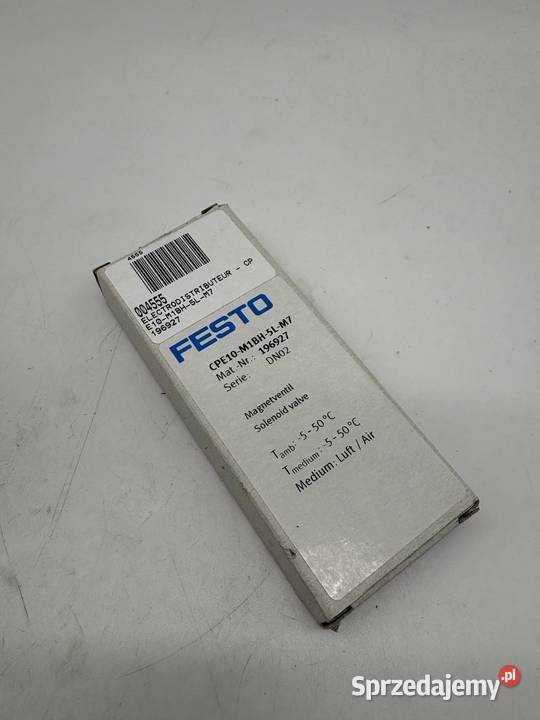 4555
004555
ELECTRODISTRIBUTEUR - CP
E10-M1BH-5L-M7
196927
FESTO
CPE10-M1BH-5L-M7
Mat.-Nr.: 196927
Serie: DN02
Magnetventil
Solenoid valve
Tamb: -5 - 50 °C
Tmedium: -5 - 50 °C
Medium: Luft / Air
Sprzedajemy.pl